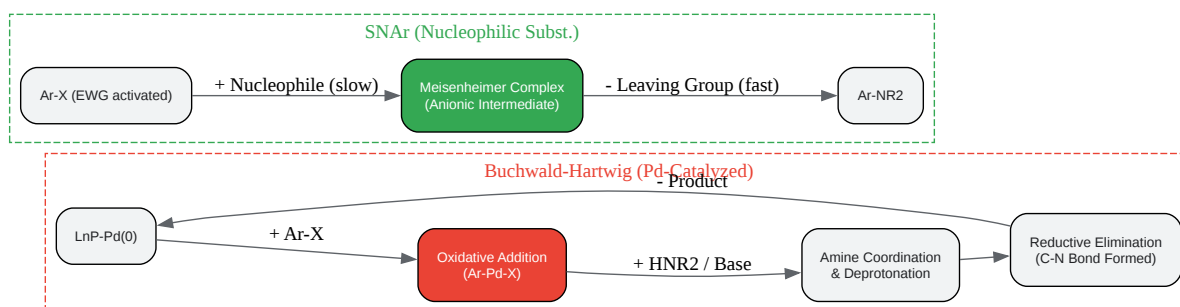 SNAr (Nucleophilic Subst.)
Ar-X (EWG activated)
+ Nucleophile (slow)
Meisenheimer Complex
(Anionic Intermediate)
- Leaving Group (fast)
Ar-NR2
Buchwald-Hartwig (Pd-Catalyzed)
- Product
LnP-Pd(0)
+ Ar-X
Oxidative Addition
(Ar-Pd-X)
+ HNR2 / Base
Amine Coordination
& Deprotonation
Reductive Elimination
(C-N Bond Formed)